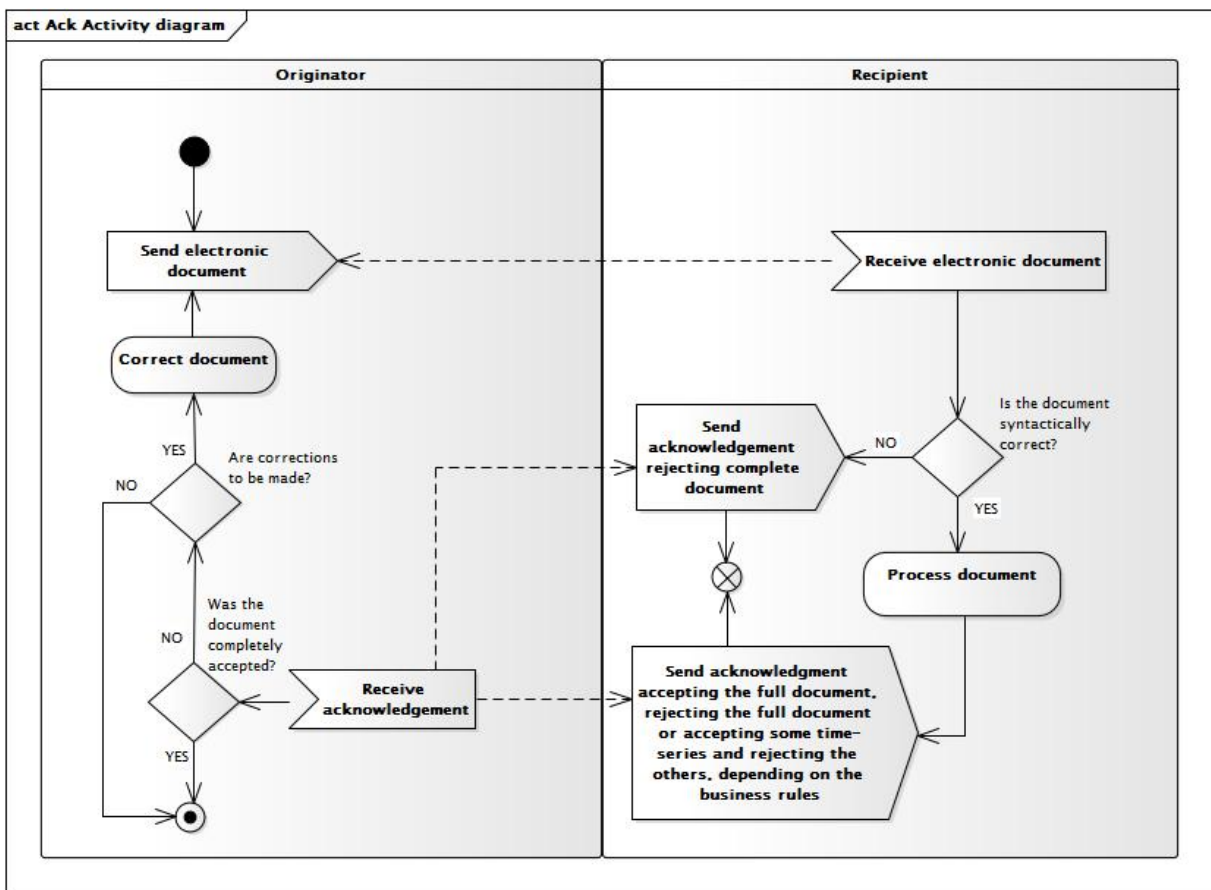 act Ack Activity diagram
Originator
Recipient
Send electronic
document
Receive electronic document
Correct document
YES
Are corrections
to be made?
NO
Send
acknowledgement
rejecting complete
document
NO
Is the document
syntactically
correct?
YES
Process document
Was the
document
completely
accepted?
NO
Receive
acknowledgement
YES
Send acknowledgment
accepting the full document,
rejecting the full document
or accepting some time-
series and rejecting the
others, depending on the
business rules